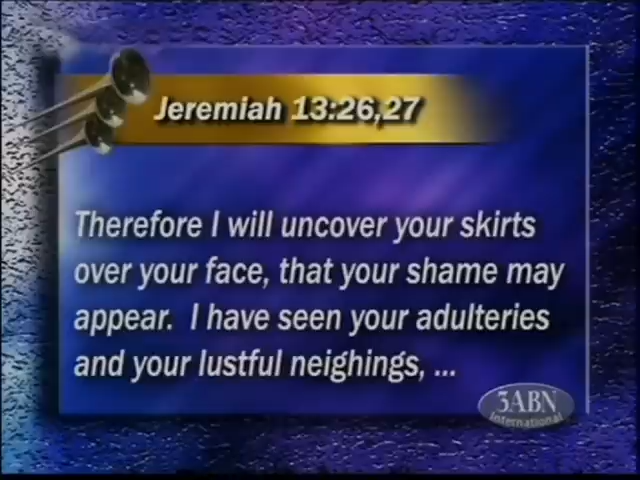 Jeremiah 13:26,27
Therefore I will uncover your skirts
over your face, that your shame may
appear.  I have seen your adulteries
and your lustful neighings, ...
3ABN
International